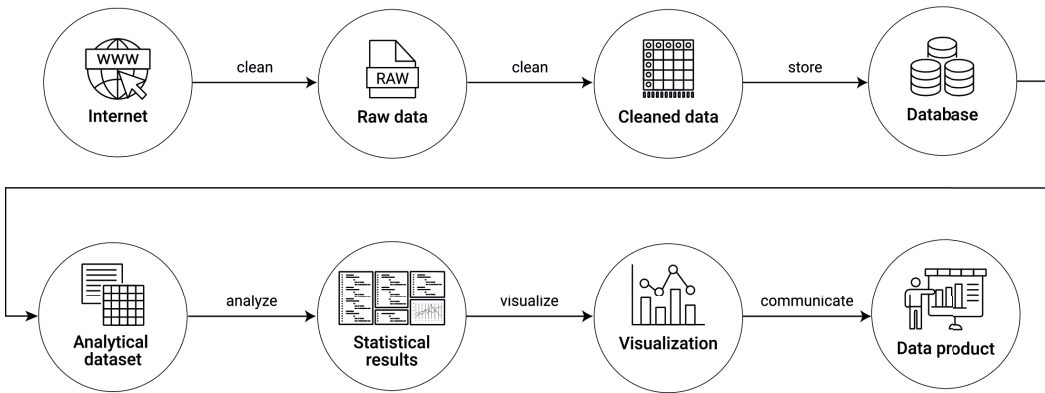 WWW
Internet
clean
RAW
Raw data
clean
Cleaned data
store
Database
Analytical
dataset
analyze
Statistical
results
visualize
Visualization
communicate
Data product